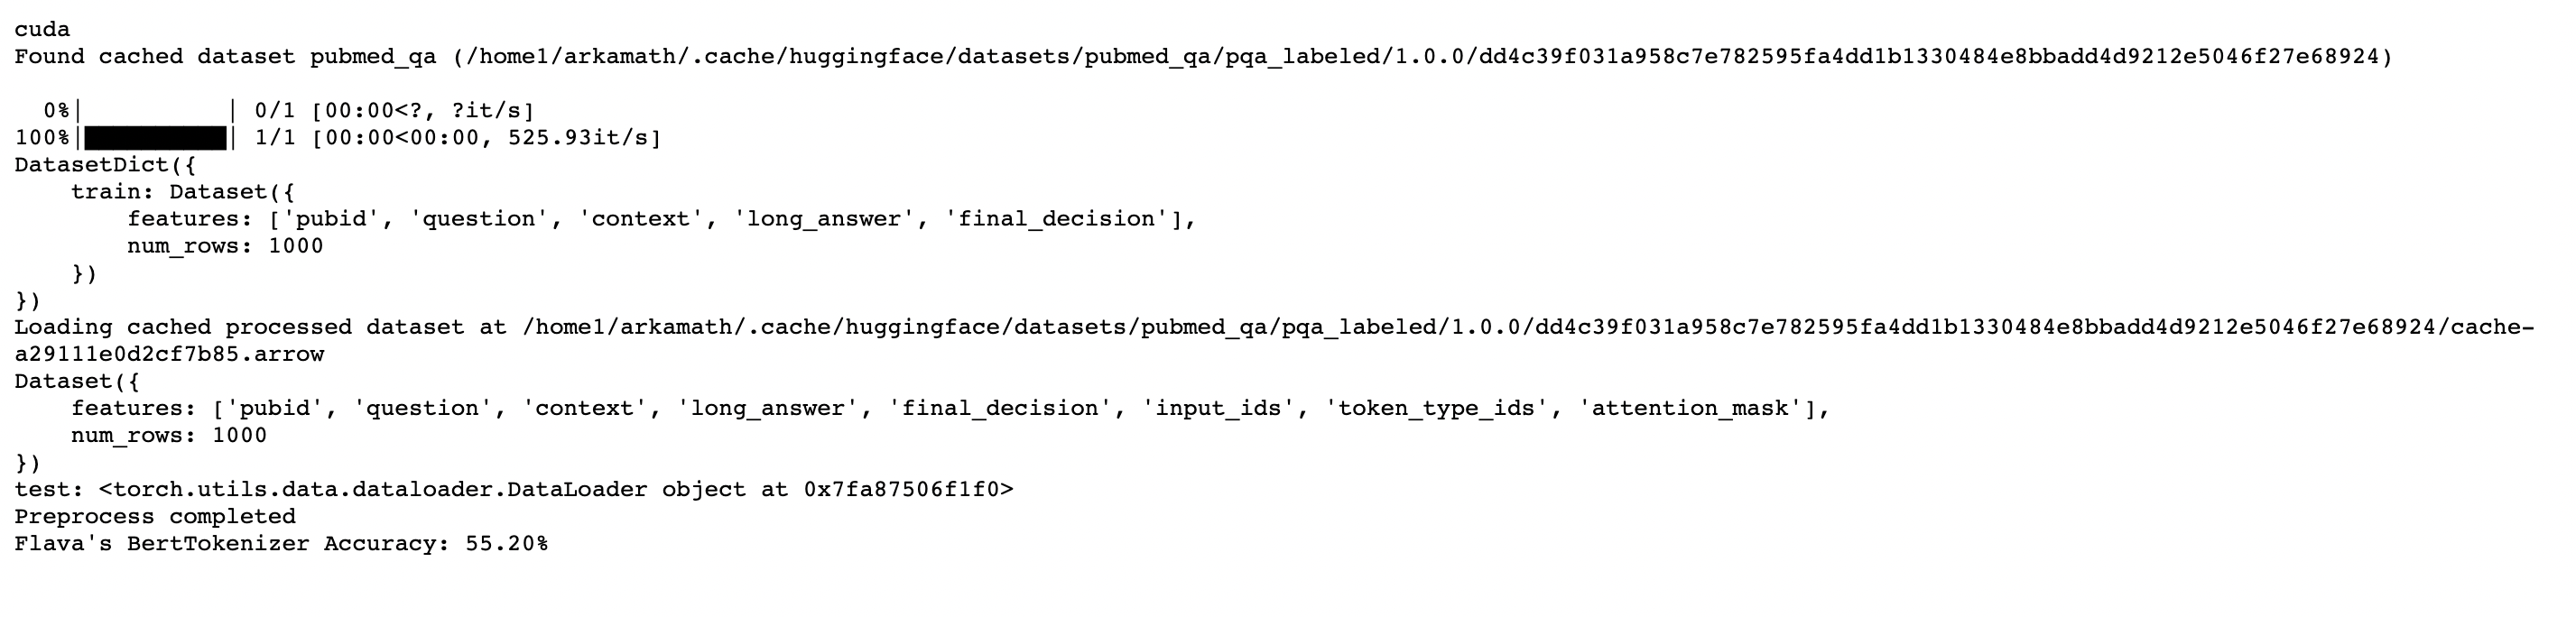 cuda
Found cached dataset pubmed_qa (/home1/arkamath/.cache/huggingface/datasets/pubmed_qa/pqa_labeled/1.0.0/dd4c39f031a958c7e782595fa4dd1b1330484e8bbadd4d9212e5046f27e68924)
  0%|          | 0/1 [00:00<?, ?it/s]
100%|██████████| 1/1 [00:00<00:00, 525.93it/s]
DatasetDict({
    train: Dataset({
        features: ['pubid', 'question', 'context', 'long_answer', 'final_decision'],
        num_rows: 1000
    })
})
Loading cached processed dataset at /home1/arkamath/.cache/huggingface/datasets/pubmed_qa/pqa_labeled/1.0.0/dd4c39f031a958c7e782595fa4dd1b1330484e8bbadd4d9212e5046f27e68924/cache-
a29111e0d2cf7b85.arrow
Dataset({
    features: ['pubid', 'question', 'context', 'long_answer', 'final_decision', 'input_ids', 'token_type_ids', 'attention_mask'],
    num_rows: 1000
})
test: <torch.utils.data.dataloader.DataLoader object at 0x7fa87506f1f0>
Preprocess completed
Flava's BertTokenizer Accuracy: 55.20%